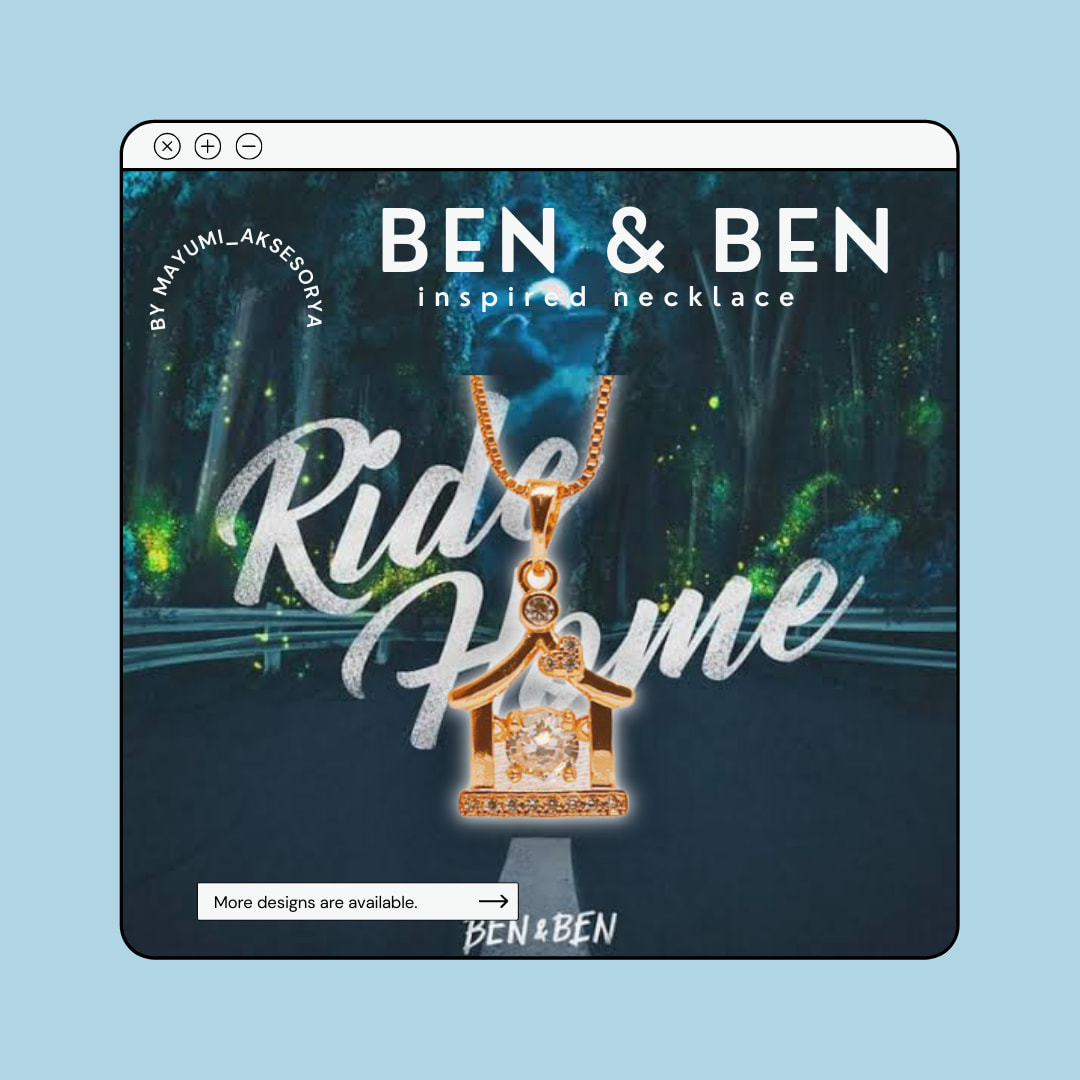 BEN & BEN
inspired necklace
BY MAYUMI_AKSESORYA
Ride
Home
More designs are available.
BEN & BEN